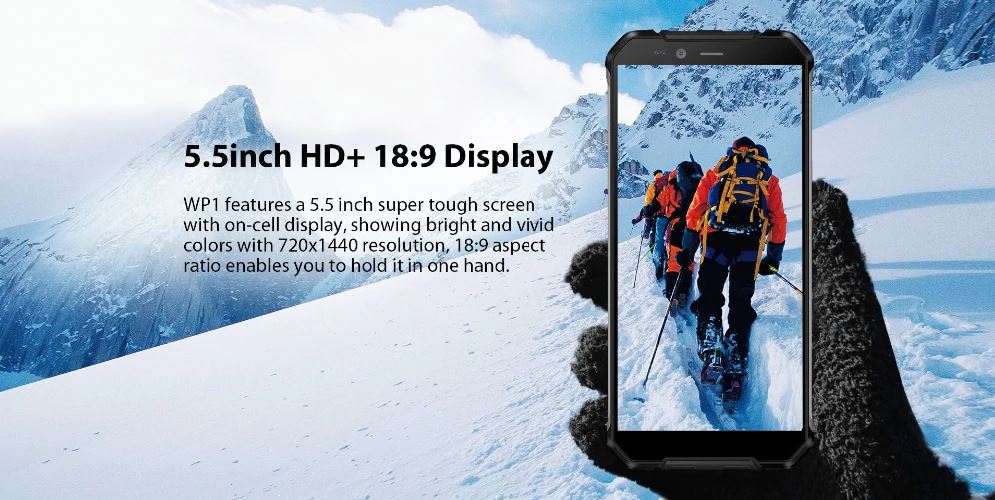 5.5inch HD+ 18:9 Display
WP1 features a 5.5 inch super tough screen
with on-cell display, showing bright and vivid
colors with 720x1440 resolution, 18:9 aspect
ratio enables you to hold it in one hand.